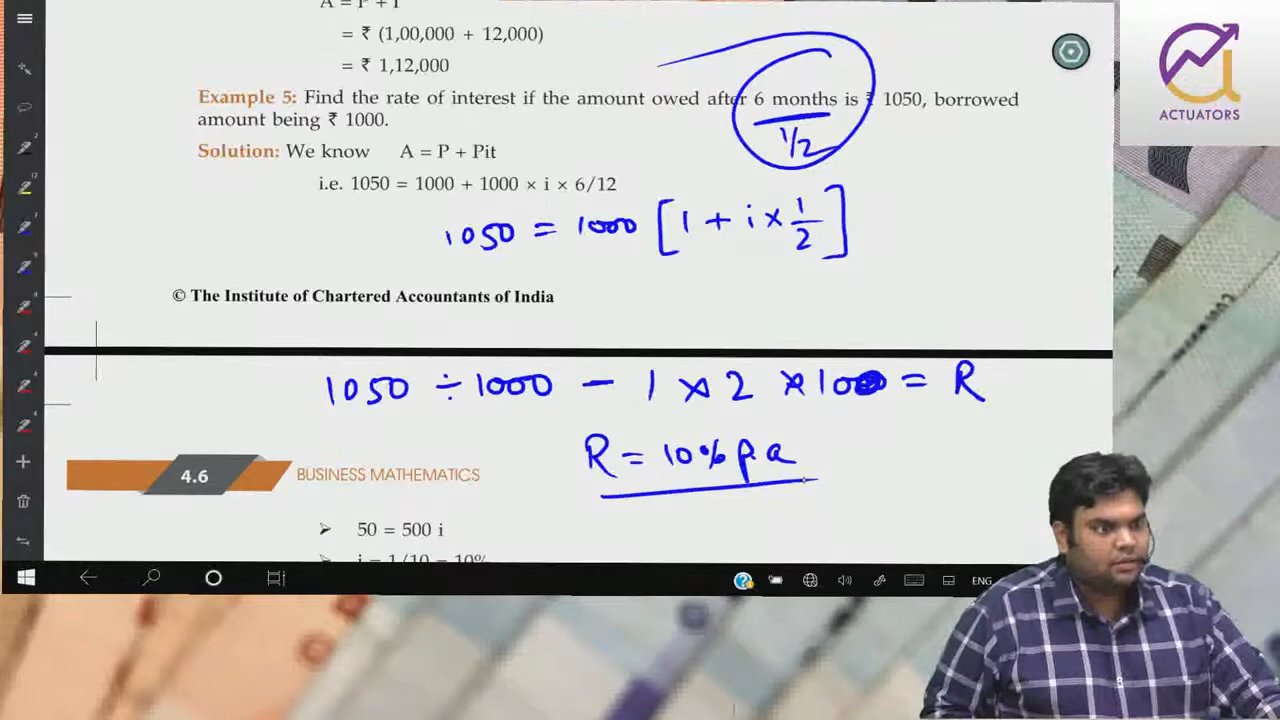 A = P + I
= ₹ (1,00,000 + 12,000)
= ₹ 1,12,000
Example 5: Find the rate of interest if the amount owed after 6 months is ₹ 1050, borrowed
amount being ₹ 1000.
1/2
Solution: We know A = P + Pit
i.e. 1050 = 1000 + 1000 × i × 6/12
1050 = 1000 [1 + i × 1/2]
© The Institute of Chartered Accountants of India
1050 ÷ 1000 - 1 × 2 × 100 = R
R = 10% p.a
4.6 BUSINESS MATHEMATICS
➢ 50 = 500 i
➢ i = 1/10 = 10%
ENG
ACTUATORS